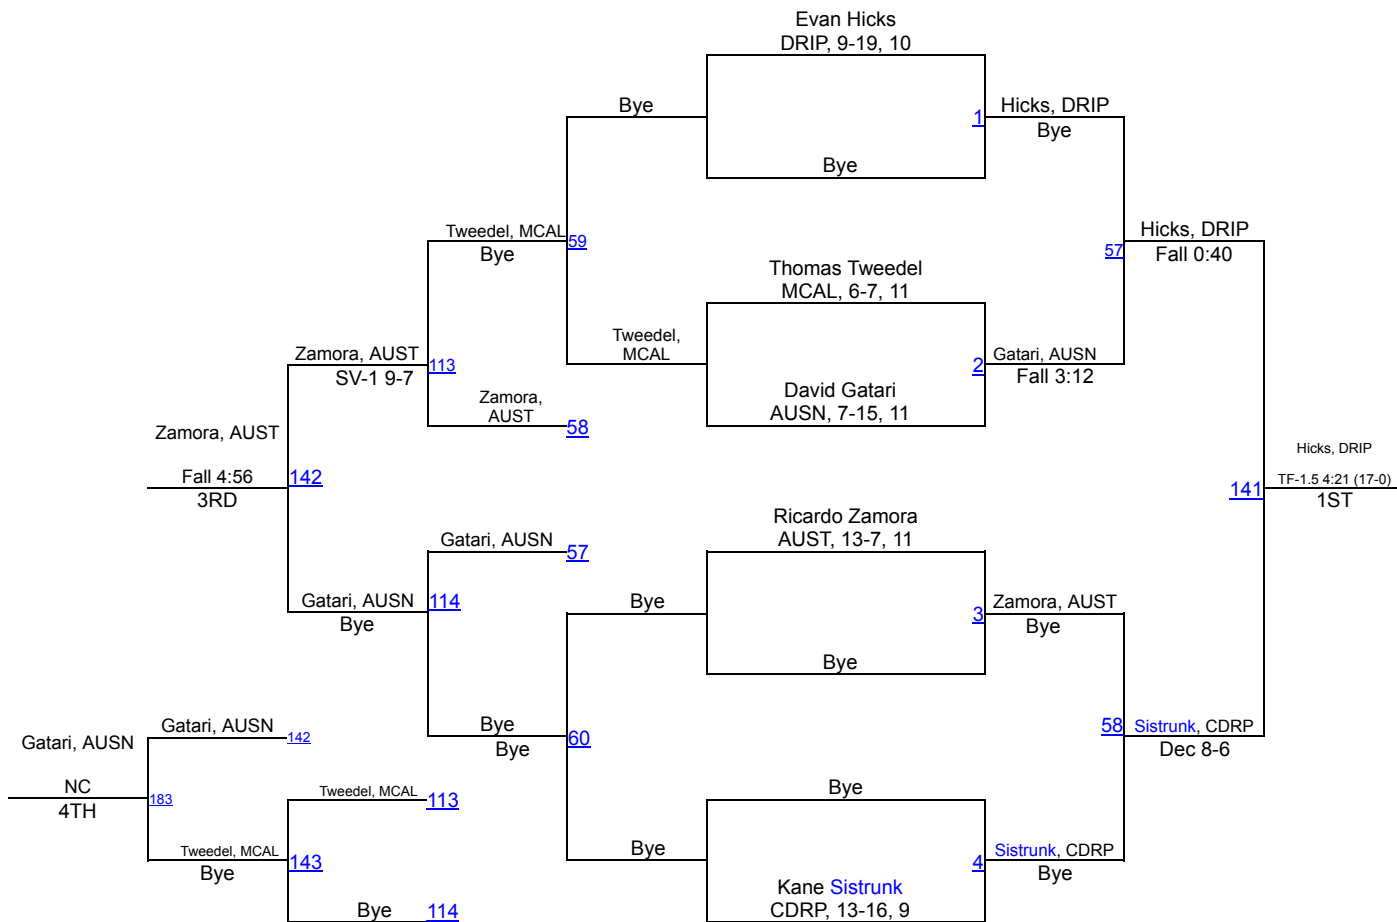 Evan Hicks
DRIP, 9-19, 10
Bye
1
Hicks, DRIP
Bye
Bye
Tweedel, MCAL
59
Bye
Hicks, DRIP
57
Fall 0:40
Thomas Tweedel
MCAL, 6-7, 11
Tweedel,
MCAL
Zamora, AUST
113
SV-1 9-7
2
Gatari, AUSN
Fall 3:12
David Gatari
AUSN, 7-15, 11
Zamora,
AUST
58
Zamora, AUST
Fall 4:56
142
3RD
Hicks, DRIP
141
TF-1.5 4:21 (17-0)
1ST
Ricardo Zamora
AUST, 13-7, 11
Gatari, AUSN
57
Gatari, AUSN
114
Bye
Bye
3
Zamora, AUST
Bye
Bye
Gatari, AUSN
Gatari, AUSN
142
Bye
60
Bye
58
Sistrunk, CDRP
Dec 8-6
NC
183
4TH
Tweedel, MCAL
113
Bye
Tweedel, MCAL
143
Bye
Bye
4
Sistrunk, CDRP
Bye
Kane Sistrunk
CDRP, 13-16, 9
Bye
114